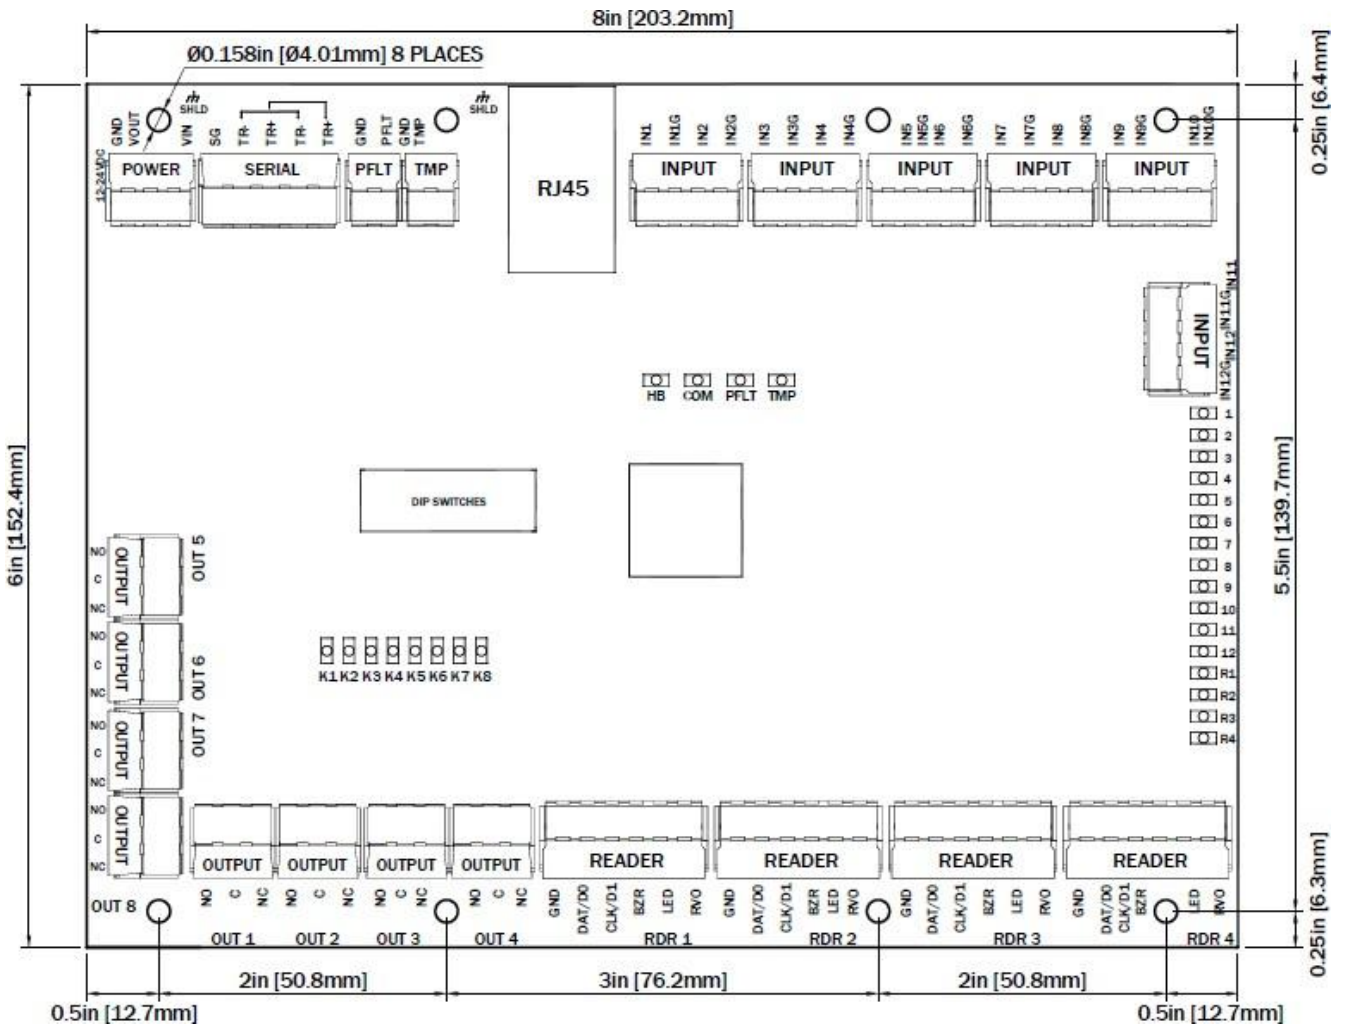 8in [203.2mm]
Ø0.158in [Ø4.01mm] 8 PLACES
0.25in [6.4mm]
SHLD
SHLD
GND
VOUT
VIN
SG
TR-
TR+
TR-
TR+
GND
PFLT
GND
TMP
IN1
IN1G
IN2
IN2G
IN3
IN3G
IN4
IN4G
IN5
IN5G
IN6
IN6G
IN7
IN7G
IN8
IN8G
IN9
IN9G
IN10
IN10G
12-24VDC
POWER
SERIAL
PFLT
TMP
RJ45
INPUT
INPUT
INPUT
INPUT
INPUT
IN11
IN11G
IN12
IN12G
INPUT
HB
COM
PFLT
TMP
1
2
3
4
5
6
7
8
9
10
11
12
R1
R2
R3
R4
6in [152.4mm]
5.5in [139.7mm]
DIP SWITCHES
NO
C
NC
OUTPUT
OUT 5
NO
C
NC
OUTPUT
OUT 6
K1 K2 K3 K4 K5 K6 K7 K8
NO
C
NC
OUTPUT
OUT 7
NO
C
NC
OUTPUT
OUT 8
OUTPUT
OUTPUT
OUTPUT
OUTPUT
READER
READER
READER
READER
NO
C
NC
NO
C
NC
NO
C
NC
NO
C
NC
GND
DAT/D0
CLK/D1
BZR
LED
RVO
GND
DAT/D0
CLK/D1
BZR
LED
RVO
GND
DAT/D0
CLK/D1
BZR
LED
RVO
GND
DAT/D0
CLK/D1
BZR
LED
RVO
OUT 1
OUT 2
OUT 3
OUT 4
RDR 1
RDR 2
RDR 3
RDR 4
0.25in [6.3mm]
2in [50.8mm]
3in [76.2mm]
2in [50.8mm]
0.5in [12.7mm]
0.5in [12.7mm]